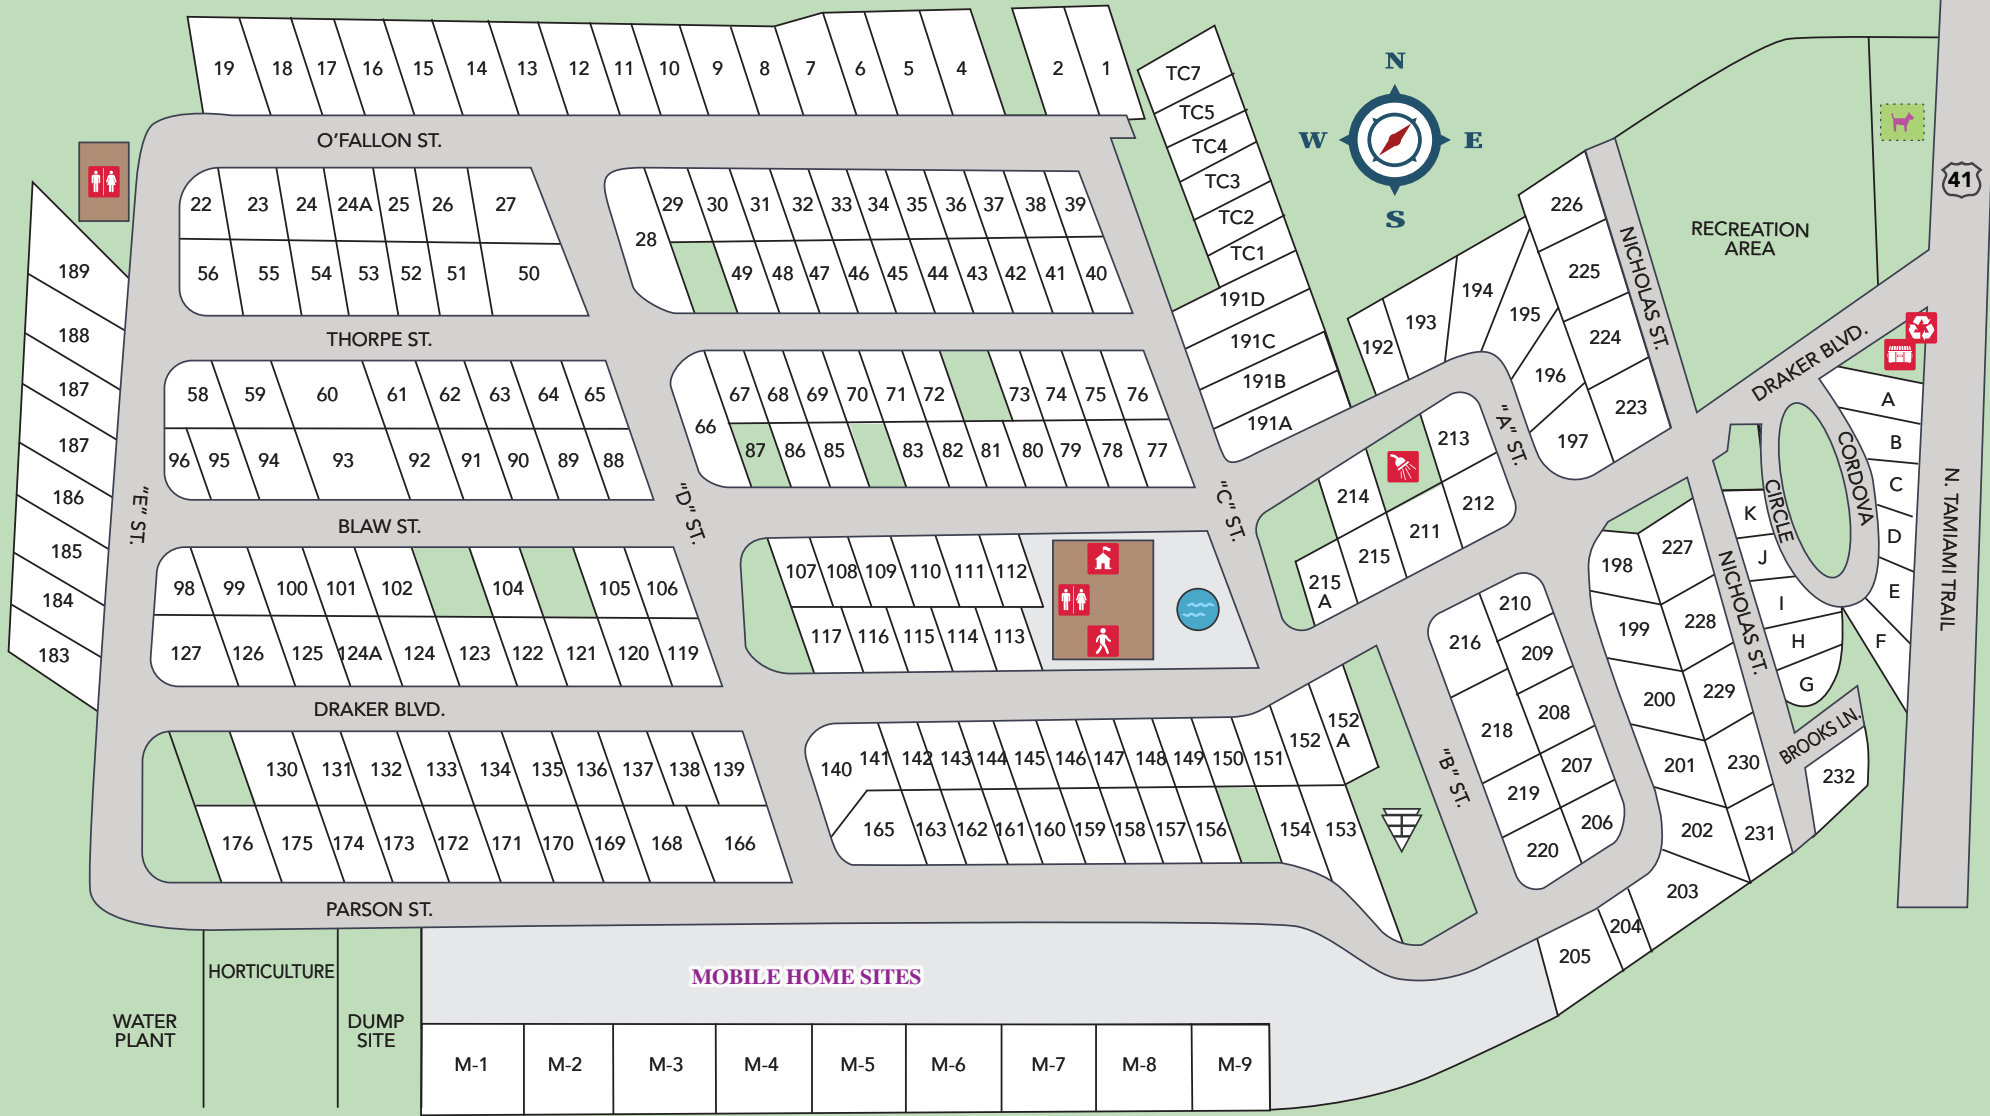 19 18 17 16 15 14 13 12 11 10 9 8 7 6 5 4 2 1
TC7
TC5
TC4
TC3
TC2
TC1
191D
191C
191B
191A
N
W E
S
O'FALLON ST.
22 23 24 24A 25 26 27
56 55 54 53 52 51 50
28
29 30 31 32 33 34 35 36 37 38 39
49 48 47 46 45 44 43 42 41 40
THORPE ST.
58 59 60 61 62 63 64 65
96 95 94 93 92 91 90 89 88
66
67 68 69 70 71 72 73 74 75 76
87 86 85 83 82 81 80 79 78 77
BLAW ST.
98 99 100 101 102 104 105 106
127 126 125 124A 124 123 122 121 120 119
107 108 109 110 111 112
117 116 115 114 113
DRAKER BLVD.
130 131 132 133 134 135 136 137 138 139
176 175 174 173 172 171 170 169 168 166
140 141 142 143 144 145 146 147 148 149 150 151 152
152
A
165 163 162 161 160 159 158 157 156 154 153
PARSON ST.
189
188
187
187
186
185
184
183
"E" ST.
"D" ST.
"C" ST.
"A" ST.
"B" ST.
192 193 194 195
196
197
226
225
224
223
NICHOLAS ST.
RECREATION
AREA
41
DRAKER BLVD.
213
214
212
211
215
215
A
210
216
209
208
218
207
219
206
220
198 227
199 228
200 229
201 230
202 231
203
204
205
NICHOLAS ST.
K
J
I
H
G
CIRCLE
CORDOVA
A
B
C
D
E
F
N. TAMIAMI TRAIL
BROOKS LN.
232
HORTICULTURE
WATER
PLANT
DUMP
SITE
MOBILE HOME SITES
M-1 M-2 M-3 M-4 M-5 M-6 M-7 M-8 M-9